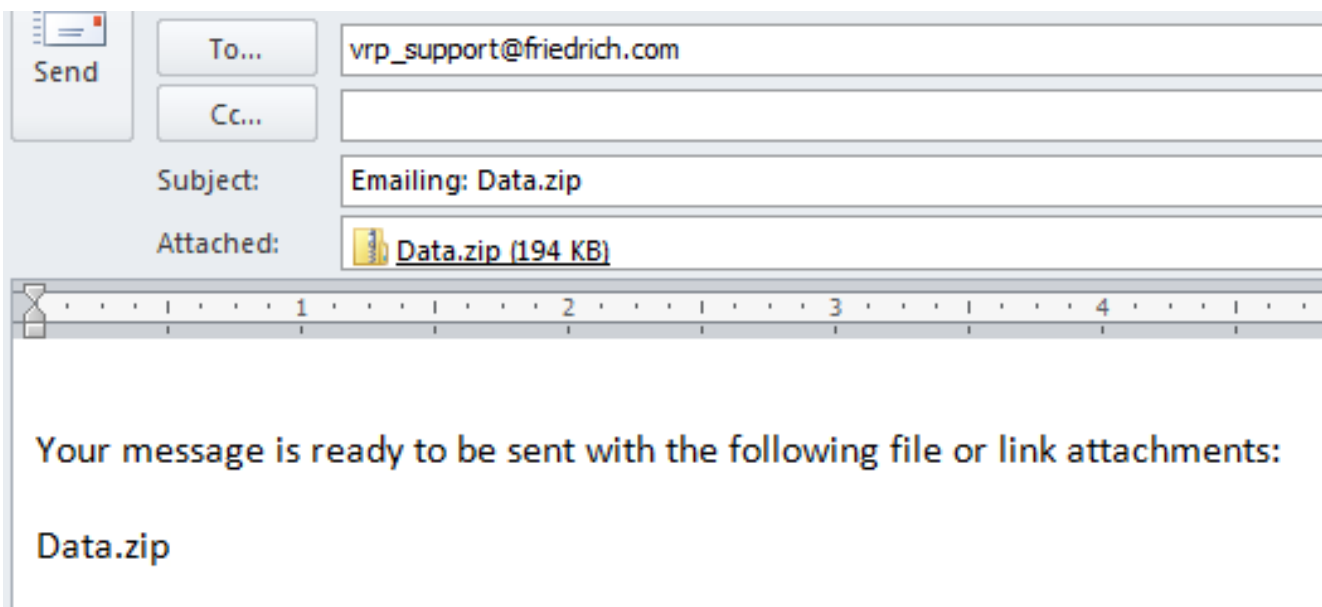 To...
vrp_support@friedrich.com
Send
Cc...
Subject:
Emailing: Data.zip
Attached:
Data.zip (194 KB)
1 2 3 4
Your message is ready to be sent with the following file or link attachments:
Data.zip